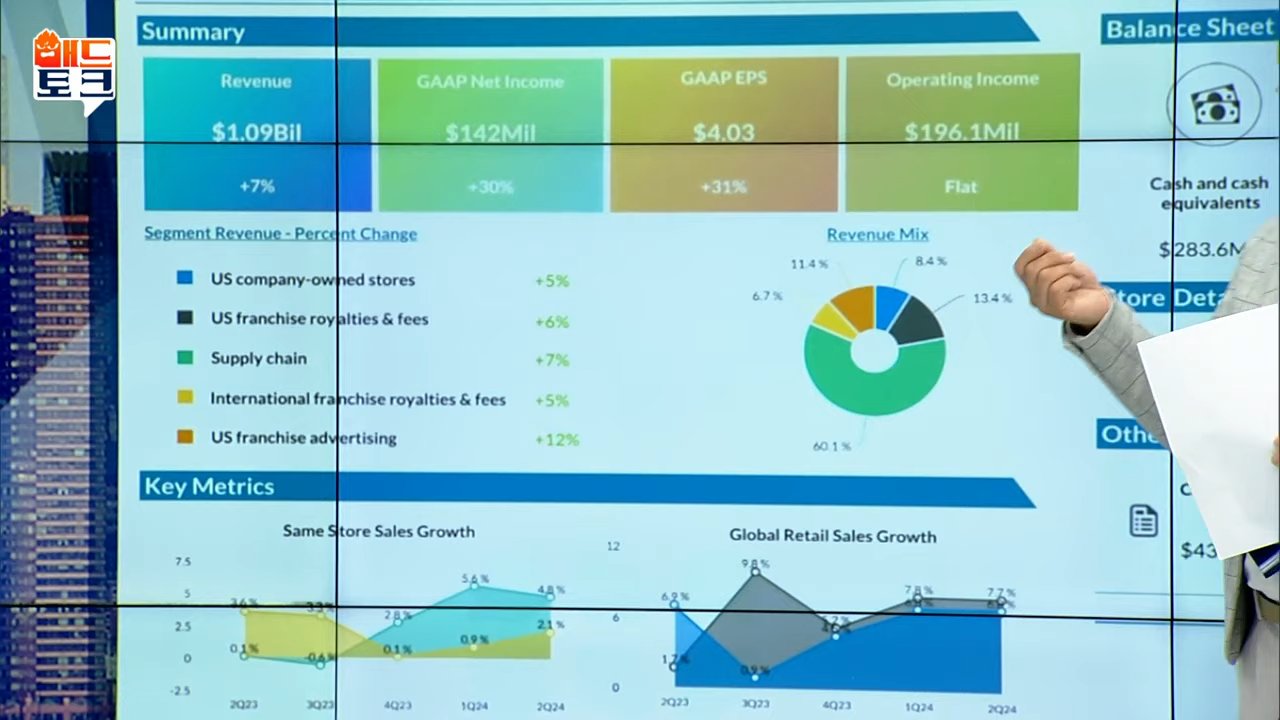 매드
토크
Summary
Balance Sheet
Revenue
GAAP Net Income
GAAP EPS
Operating Income
$1.09Bil
$142Mil
$4.03
$196.1Mil
+7%
+30%
+31%
Flat
Cash and cash
equivalents
$283.6M
Segment Revenue - Percent Change
Revenue Mix
US company-owned stores +5%
US franchise royalties & fees +6%
Supply chain +7%
International franchise royalties & fees +5%
US franchise advertising +12%
11.4 %
8.4 %
6.7 %
13.4 %
60.1 %
Store Deta
Othe
Key Metrics
Same Store Sales Growth
7.5
5
2.5
0
-2.5
3.6 %
3.3 %
2.8 %
5.6 %
4.8 %
0.1 %
-0.6 %
0.1 %
0.9 %
2.1 %
2Q23
3Q23
4Q23
1Q24
2Q24
Global Retail Sales Growth
12
6
0
6.9 %
9.8 %
7.8 %
7.7 %
1.7 %
0.9 %
2Q23
3Q23
4Q23
1Q24
2Q24
$43